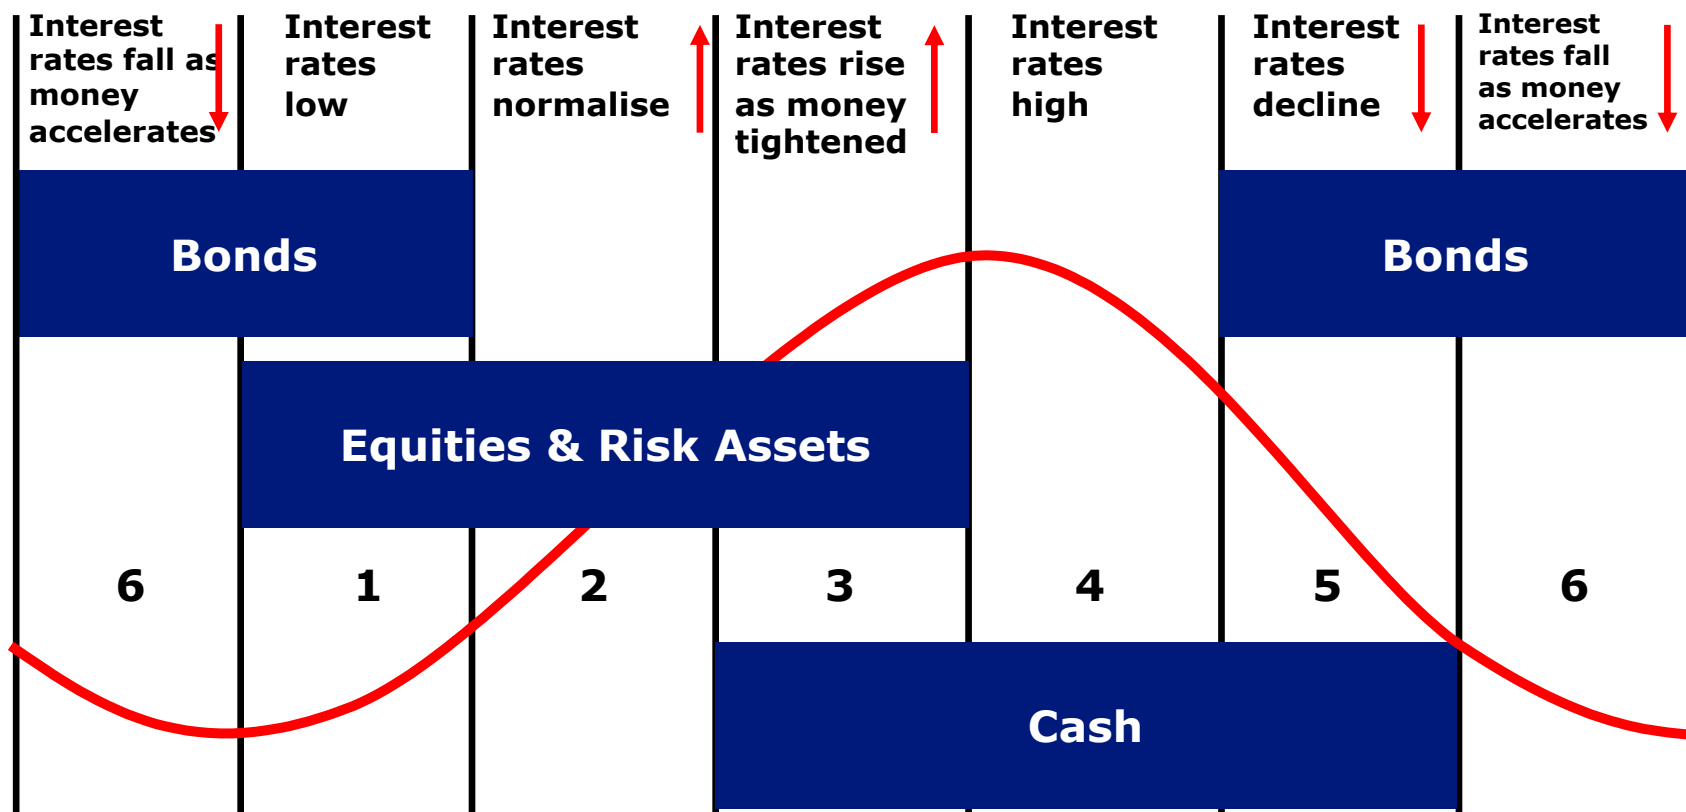 Interest
rates fall as
money
accelerates
Interest
rates
low
Interest
rates
normalise
Interest
rates rise
as money
tightened
Interest
rates
high
Interest
rates
decline
Interest
rates fall
as money
accelerates
Bonds
Bonds
Equities & Risk Assets
6
1
2
3
4
5
6
Cash